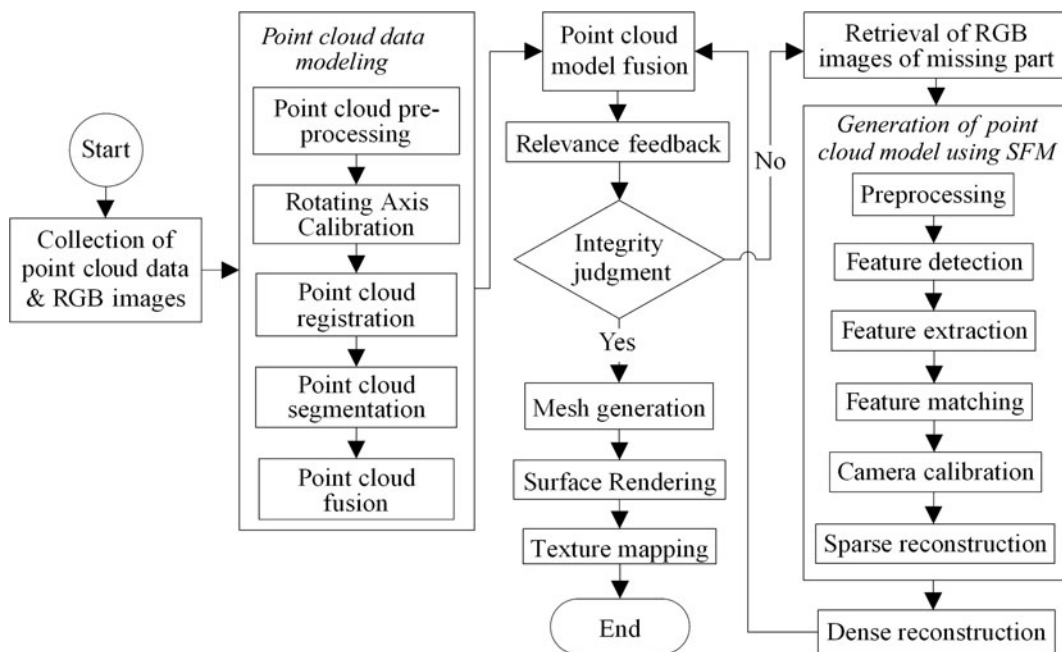 Start
Collection of
point cloud data
& RGB images
Point cloud data
modeling
Point cloud pre-
processing
Rotating Axis
Calibration
Point cloud
registration
Point cloud
segmentation
Point cloud
fusion
Point cloud
model fusion
Relevance feedback
Integrity
judgment
Yes
No
Mesh generation
Surface Rendering
Texture mapping
End
Retrieval of RGB
images of missing part
Generation of point
cloud model using SFM
Preprocessing
Feature detection
Feature extraction
Feature matching
Camera calibration
Sparse reconstruction
Dense reconstruction